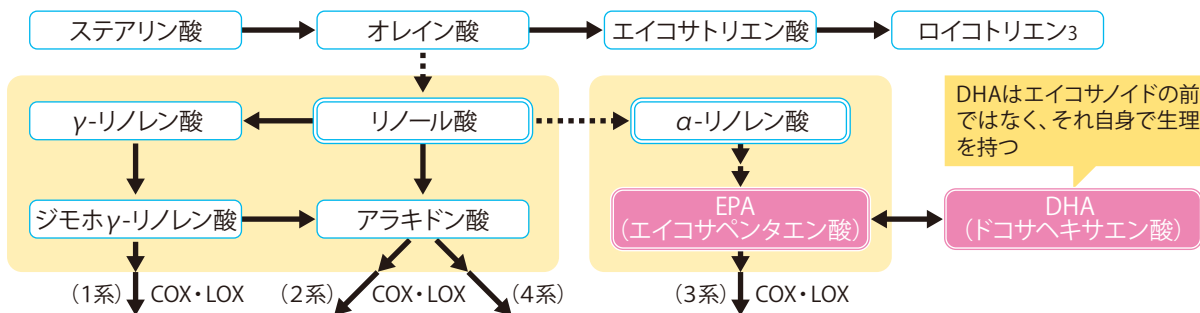 ステアリン酸
オレイン酸
エイコサトリエン酸
ロイコトリエン3
γ-リノレン酸
リノール酸
α-リノレン酸
DHAはエイコサノイドの前
ではなく、それ自身で生理
を持つ
ジモホγ-リノレン酸
アラキドン酸
EPA
(エイコサペンタエン酸)
DHA
(ドコサヘキサエン酸)
(1系)
COX・LOX
(2系)
COX・LOX
(4系)
(3系)
COX・LOX